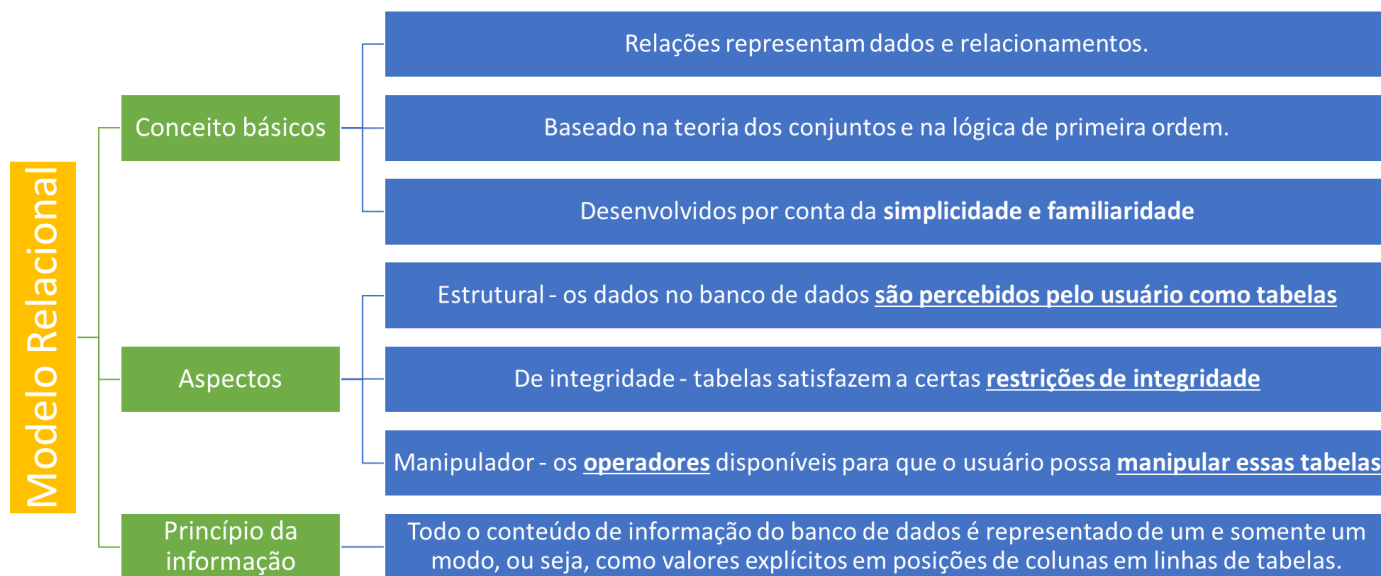 Modelo Relacional
Conceito básicos
Relações representam dados e relacionamentos.
Baseado na teoria dos conjuntos e na lógica de primeira ordem.
Desenvolvidos por conta da simplicidade e familiaridade
Aspectos
Estrutural - os dados no banco de dados são percebidos pelo usuário como tabelas
De integridade - tabelas satisfazem a certas restrições de integridade
Manipulador - os operadores disponíveis para que o usuário possa manipular essas tabelas
Princípio da
informação
Todo o conteúdo de informação do banco de dados é representado de um e somente um
modo, ou seja, como valores explícitos em posições de colunas em linhas de tabelas.